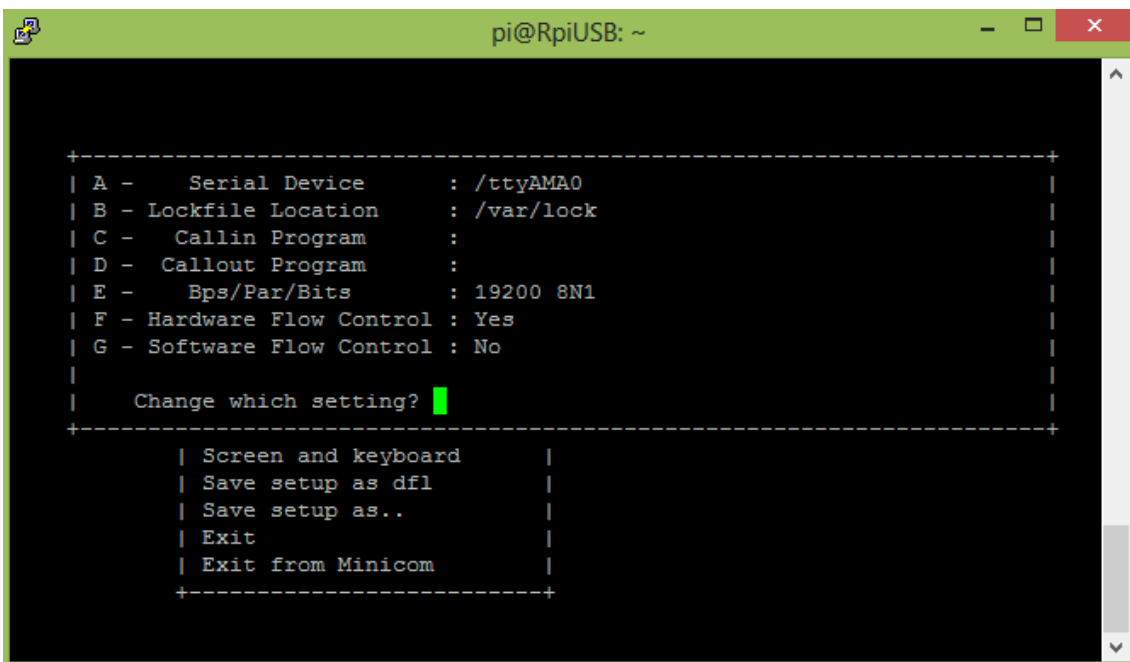 pi@RpiUSB: ~
+-----------------------------------------------------------------------+
| A -    Serial Device      : /ttyAMA0                                  |
| B - Lockfile Location     : /var/lock                                 |
| C -   Callin Program      :                                           |
| D -  Callout Program      :                                           |
| E -    Bps/Par/Bits       : 19200 8N1                                 |
| F - Hardware Flow Control : Yes                                       |
| G - Software Flow Control : No                                        |
|                                                                       |
|    Change which setting?                                              |
+-----------------------------------------------------------------------+
        | Screen and keyboard      |
        | Save setup as dfl        |
        | Save setup as..          |
        | Exit                     |
        | Exit from Minicom        |
        +--------------------------+